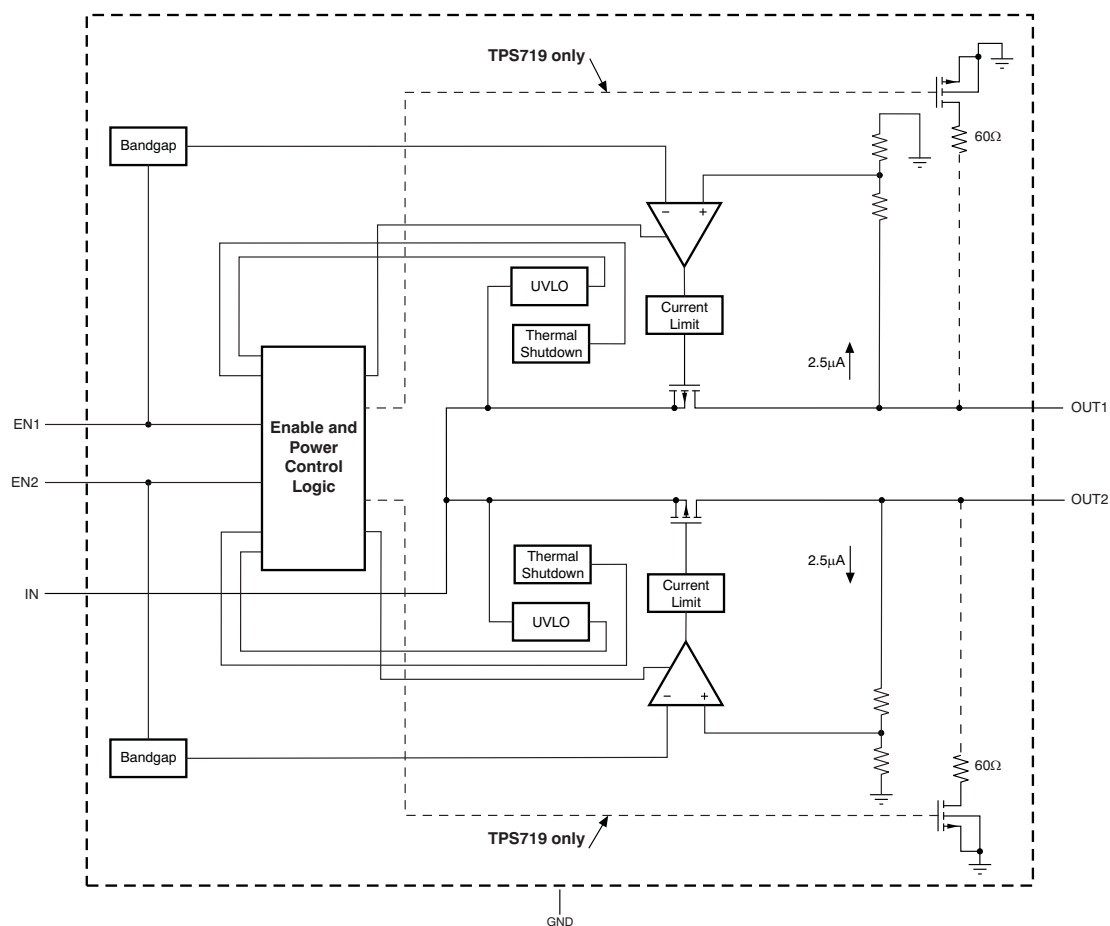 TPS719 only
60Ω
Bandgap
− +
UVLO
Current
Limit
Thermal
Shutdown
2.5µA
OUT1
EN1
Enable and
Power
Control
Logic
EN2
OUT2
Thermal
Shutdown
2.5µA
Current
Limit
IN
UVLO
− +
Bandgap
60Ω
TPS719 only
GND